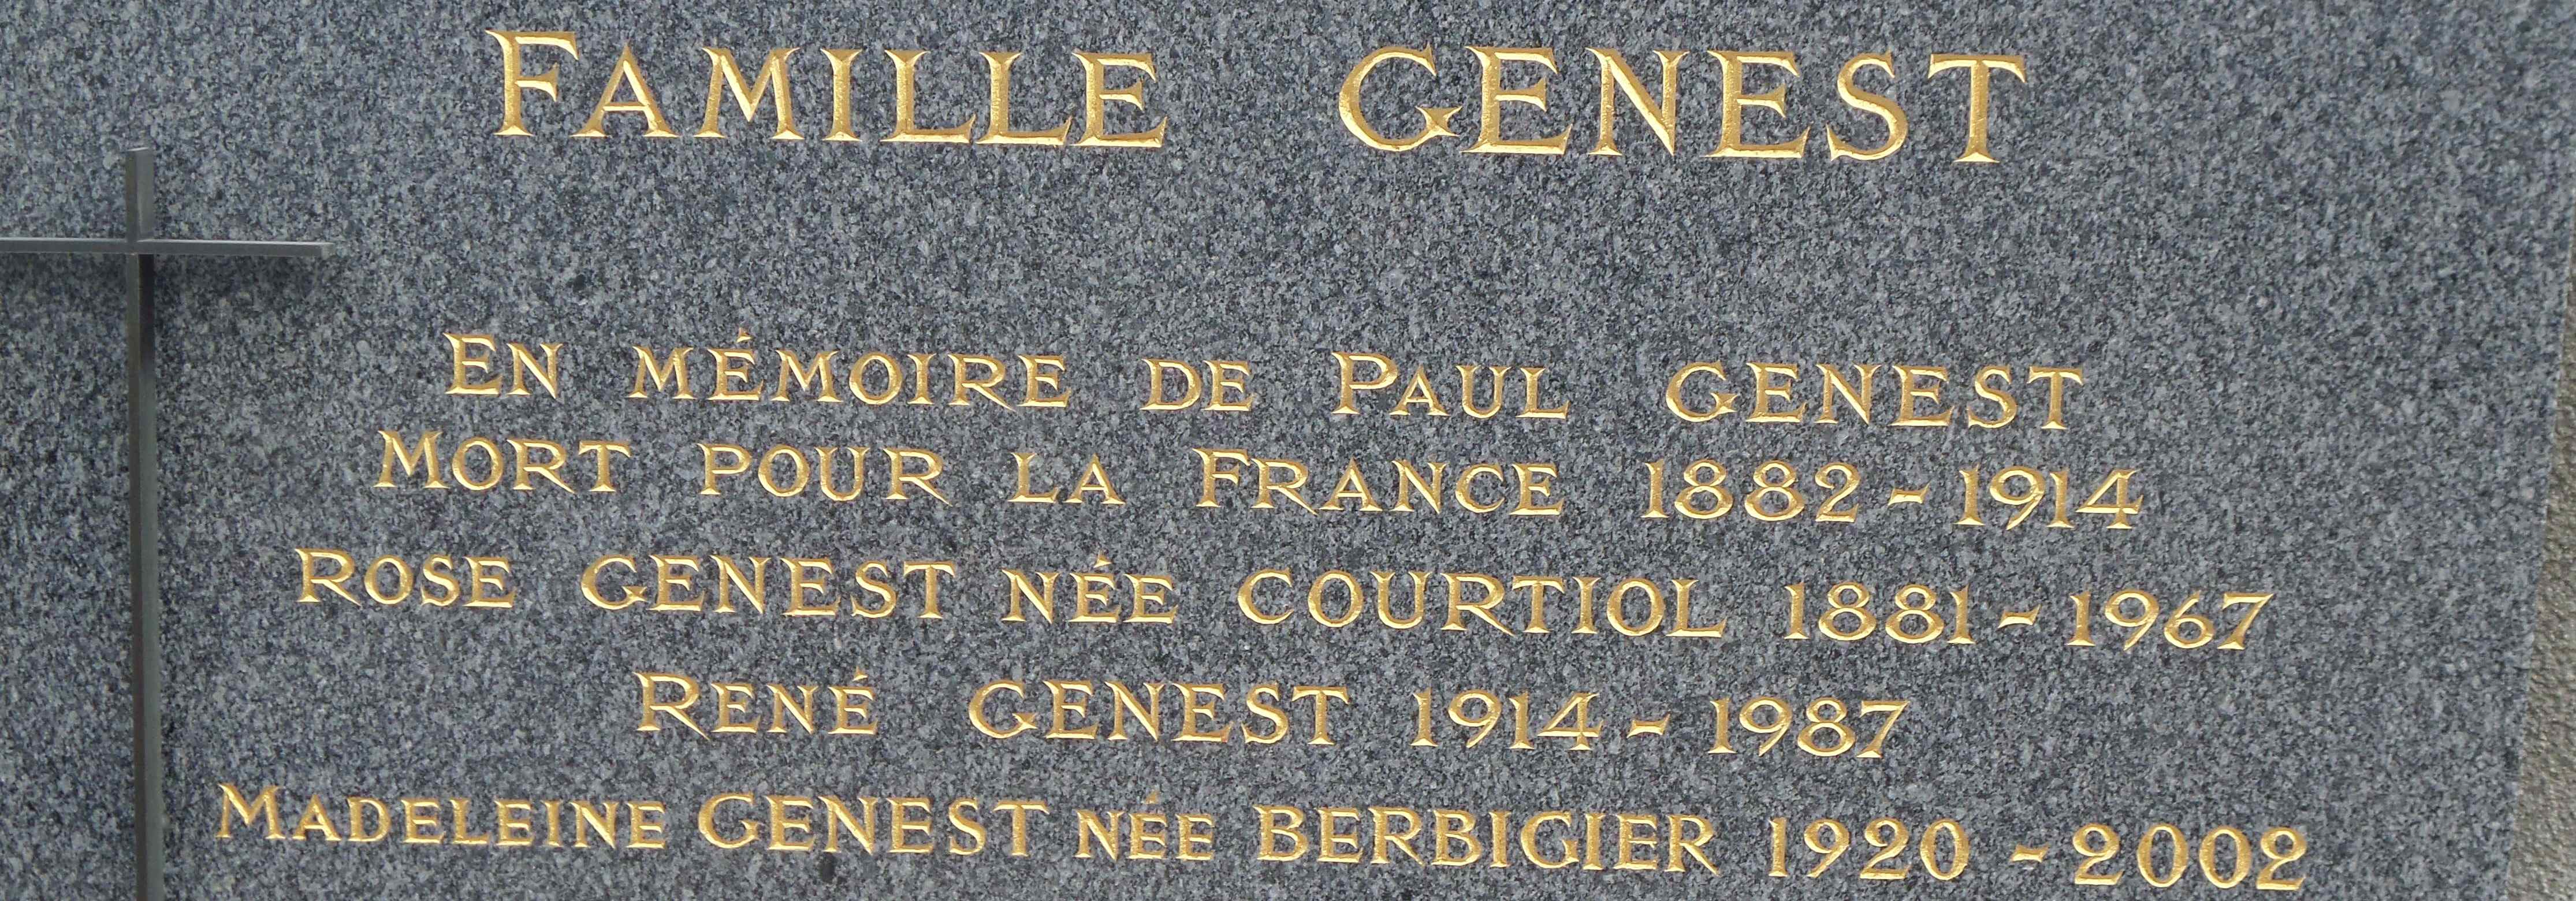 FAMILLE GENEST
EN MÉMOIRE DE PAUL GENEST
MORT POUR LA FRANCE 1882 - 1914
ROSE GENEST NÉE COURTIOL 1881 - 1967
RENÉ GENEST 1914 - 1987
MADELEINE GENEST NÉE BERBIGIER 1920 - 2002